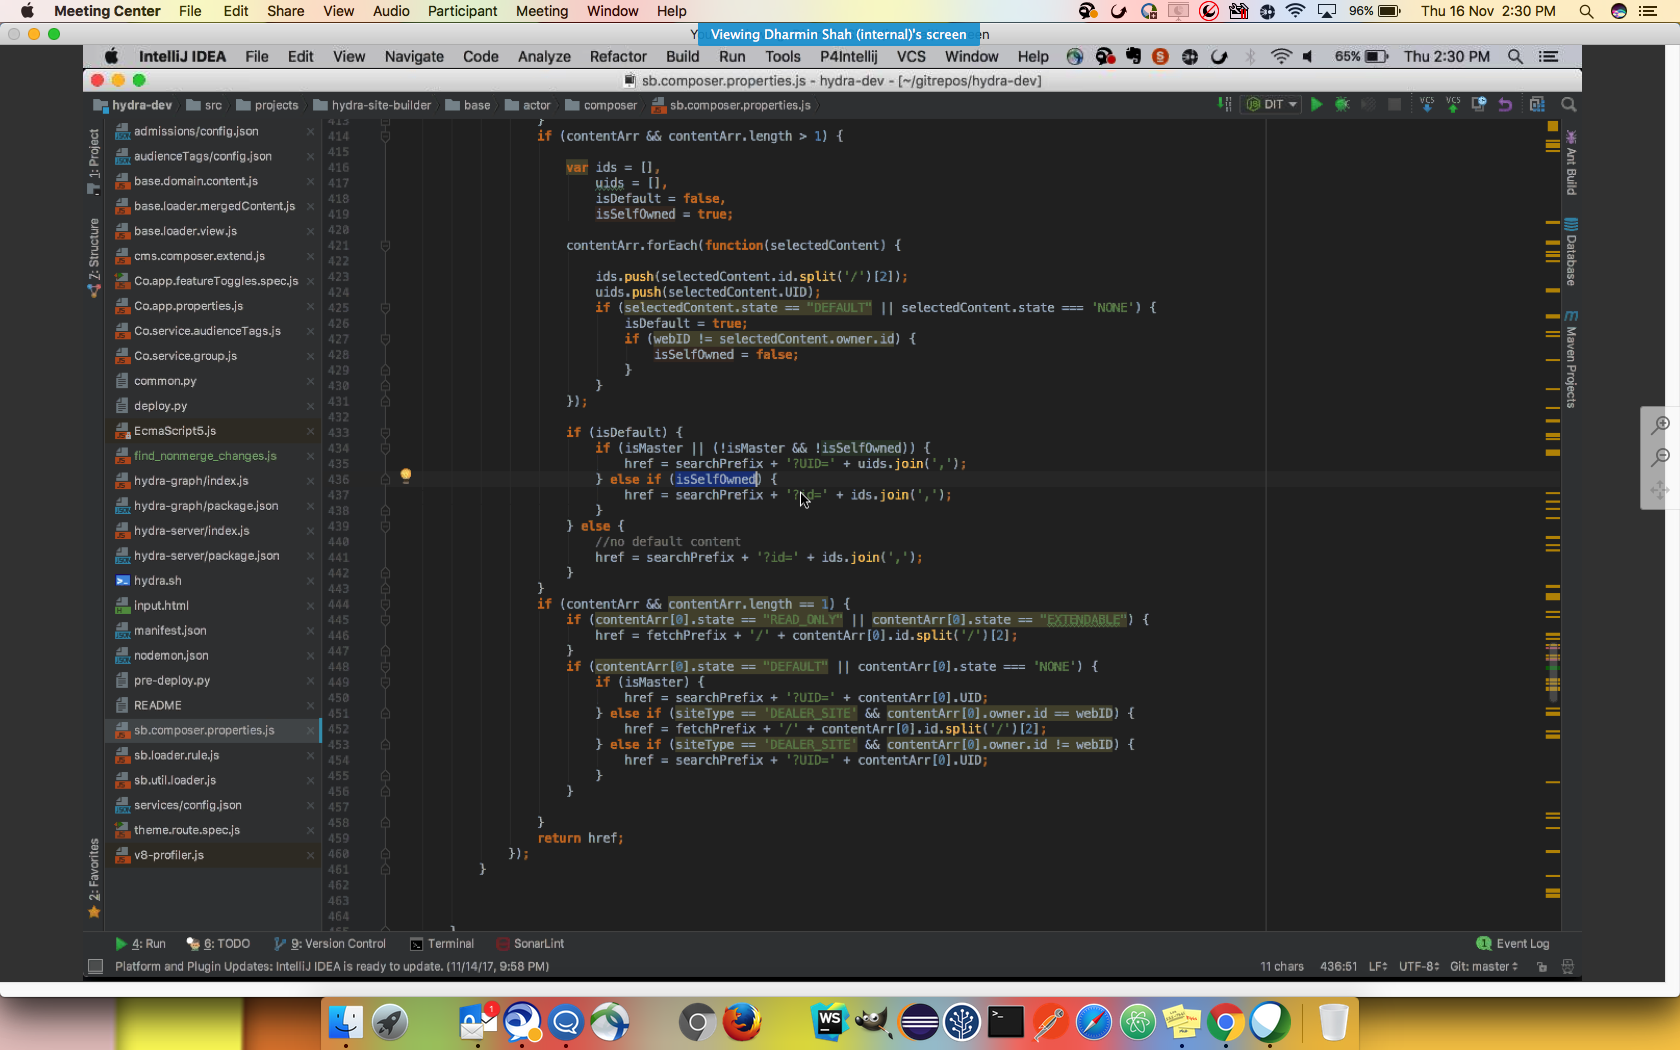 Meeting Center File Edit Share View Audio Participant Meeting Window Help 96% Thu 16 Nov 2:30 PM
Viewing Dharmin Shah (internal)'s screen
IntelliJ IDEA File Edit View Navigate Code Analyze Refactor Build Run Tools P4Intellij VCS Window Help 65% Thu 2:30 PM
sb.composer.properties.js - hydra-dev - [~/gitrepos/hydra-dev]
hydra-dev src projects hydra-site-builder base actor composer sb.composer.properties.js DIT
1: Project
7: Structure
2: Favorites
admissions/config.json
audienceTags/config.json
base.domain.content.js
base.loader.mergedContent.js
base.loader.view.js
cms.composer.extend.js
Co.app.featureToggles.spec.js
Co.app.properties.js
Co.service.audienceTags.js
Co.service.group.js
common.py
deploy.py
EcmaScript5.js
find_nonmerge_changes.js
hydra-graph/index.js
hydra-graph/package.json
hydra-server/index.js
hydra-server/package.json
hydra.sh
input.html
manifest.json
nodemon.json
pre-deploy.py
README
sb.composer.properties.js
sb.loader.rule.js
sb.util.loader.js
services/config.json
theme.route.spec.js
v8-profiler.js
413 }
414 if (contentArr && contentArr.length > 1) {
415
416 var ids = [],
417 uids = [],
418 isDefault = false,
419 isSelfOwned = true;
420
421 contentArr.forEach(function(selectedContent) {
422
423 ids.push(selectedContent.id.split('/')[2]);
424 uids.push(selectedContent.UID);
425 if (selectedContent.state == "DEFAULT" || selectedContent.state === 'NONE') {
426 isDefault = true;
427 if (webID != selectedContent.owner.id) {
428 isSelfOwned = false;
429 }
430 }
431 });
432
433 if (isDefault) {
434 if (isMaster || (!isMaster && !isSelfOwned)) {
435 href = searchPrefix + '?UID=' + uids.join(',');
436 } else if (isSelfOwned) {
437 href = searchPrefix + '?id=' + ids.join(',');
438 }
439 } else {
440 //no default content
441 href = searchPrefix + '?id=' + ids.join(',');
442 }
443 }
444 if (contentArr && contentArr.length == 1) {
445 if (contentArr[0].state == "READ_ONLY" || contentArr[0].state == "EXTENDABLE") {
446 href = fetchPrefix + '/' + contentArr[0].id.split('/')[2];
447 }
448 if (contentArr[0].state == "DEFAULT" || contentArr[0].state === 'NONE') {
449 if (isMaster) {
450 href = searchPrefix + '?UID=' + contentArr[0].UID;
451 } else if (siteType == 'DEALER_SITE' && contentArr[0].owner.id == webID) {
452 href = fetchPrefix + '/' + contentArr[0].id.split('/')[2];
453 } else if (siteType == 'DEALER_SITE' && contentArr[0].owner.id != webID) {
454 href = searchPrefix + '?UID=' + contentArr[0].UID;
455 }
456 }
457
458 }
459 return href;
460 });
461 }
462
463
464
Ant Build
Database
Maven Projects
4: Run 6: TODO 9: Version Control Terminal SonarLint 1 Event Log
Platform and Plugin Updates: IntelliJ IDEA is ready to update. (11/14/17, 9:58 PM) 11 chars 436:51 LF UTF-8 Git: master
1
WS